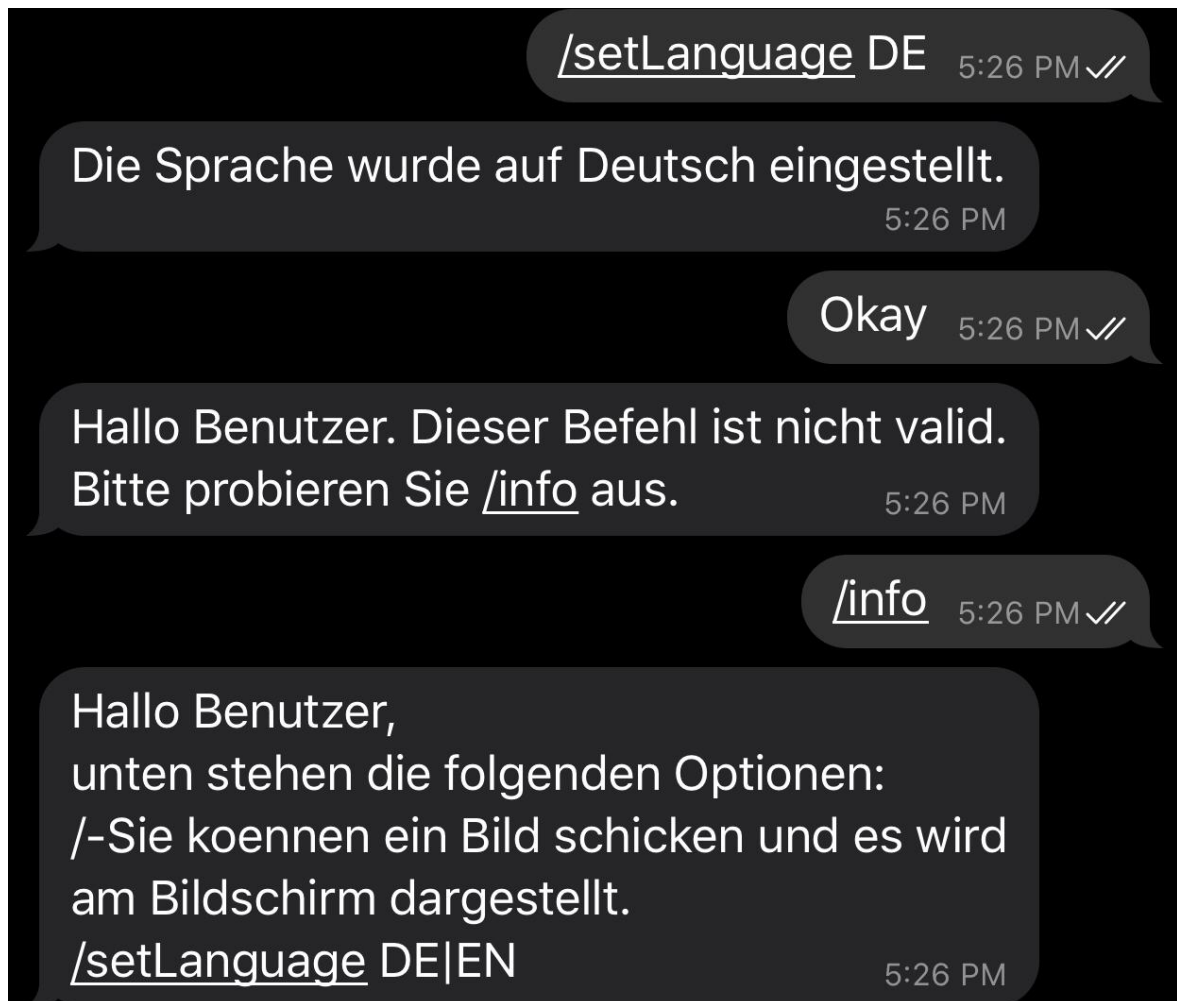 /setLanguage DE 5:26 PM
Die Sprache wurde auf Deutsch eingestellt.
5:26 PM
Okay 5:26 PM
Hallo Benutzer. Dieser Befehl ist nicht valid.
Bitte probieren Sie /info aus. 5:26 PM
/info 5:26 PM
Hallo Benutzer,
unten stehen die folgenden Optionen:
/-Sie koennen ein Bild schicken und es wird
am Bildschirm dargestellt.
/setLanguage DE|EN 5:26 PM